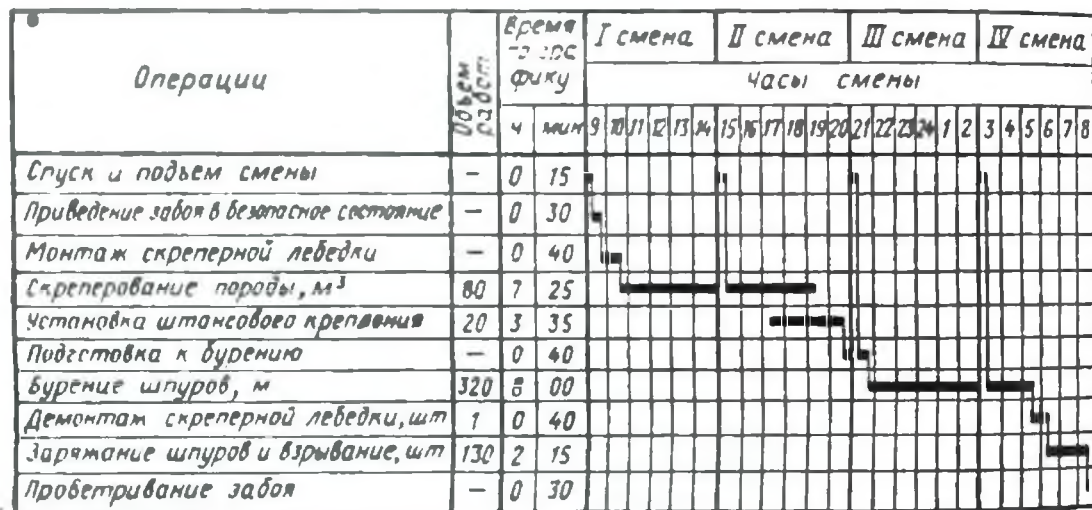 Операции
Объем работ
Время по графику
I смена II смена III смена IV смена
часы смены
ч мин 9 10 11 12 13 14 15 16 17 18 19 20 21 22 23 24 1 2 3 4 5 6 7 8
Спуск и подъем смены – 0 15
Приведение забоя в безопасное состояние – 0 30
Монтаж скреперной лебедки – 0 40
Скреперование породы, м³ 80 7 25
Установка штангового крепления 20 3 35
Подготовка к бурению – 0 40
Бурение шпуров, м 320 8 00
Демонтаж скреперной лебедки, шт 1 0 40
Заряжание шпуров и взрывание, шт 130 2 15
Проветривание забоя – 0 30